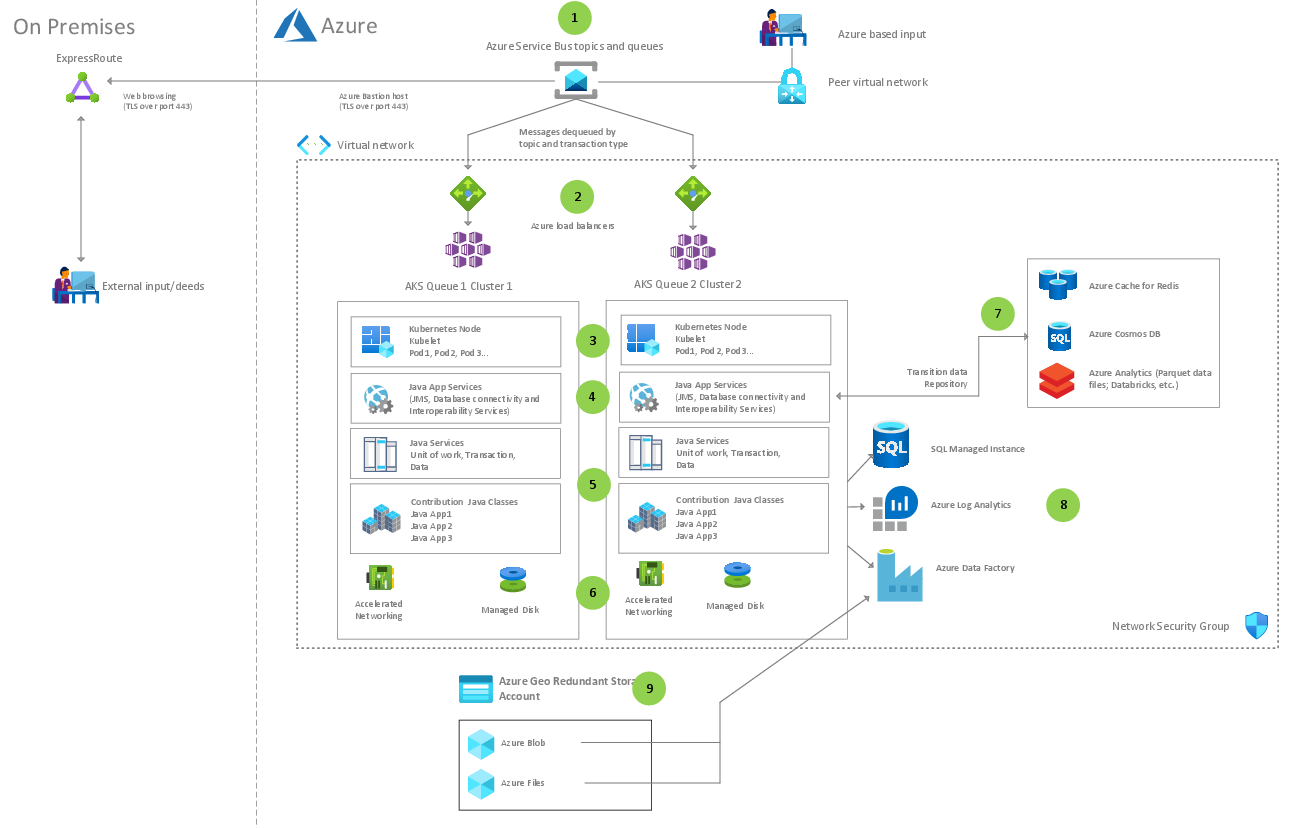 On Premises
Azure
1
Azure Service Bus topics and queues
Azure based input
ExpressRoute
Peer virtual network
Web browsing
(TLS over port 443)
Azure Bastion host
(TLS over port 443)
Messages dequeued by
topic and transaction type
Virtual network
2
Azure load balancers
AKS Queue 1 Cluster 1
AKS Queue 2 Cluster 2
External input/deeds
Kubernetes Node
Kubelet
Pod1, Pod 2, Pod 3...
3
Kubernetes Node
Kubelet
Pod1, Pod 2, Pod 3...
Java App Services
(JMS, Database connectivity and
Interoperability Services)
4
Java App Services
(JMS, Database connectivity and
Interoperability Services)
Java Services
Unit of work, Transaction,
Data
Java Services
Unit of work, Transaction,
Data
5
Contribution Java Classes
Java App1
Java App2
Java App3
Contribution Java Classes
Java App1
Java App2
Java App3
Accelerated
Networking
Managed Disk
6
Accelerated
Networking
Managed Disk
7
Azure Cache for Redis
Azure Cosmos DB
Azure Analytics (Parquet data
files; Databricks, etc.)
Transition data
Repository
SQL
SQL
SQL Managed Instance
Azure Log Analytics
8
Azure Data Factory
Network Security Group
Azure Geo Redundant Stora
Account
9
Azure Blob
Azure Files